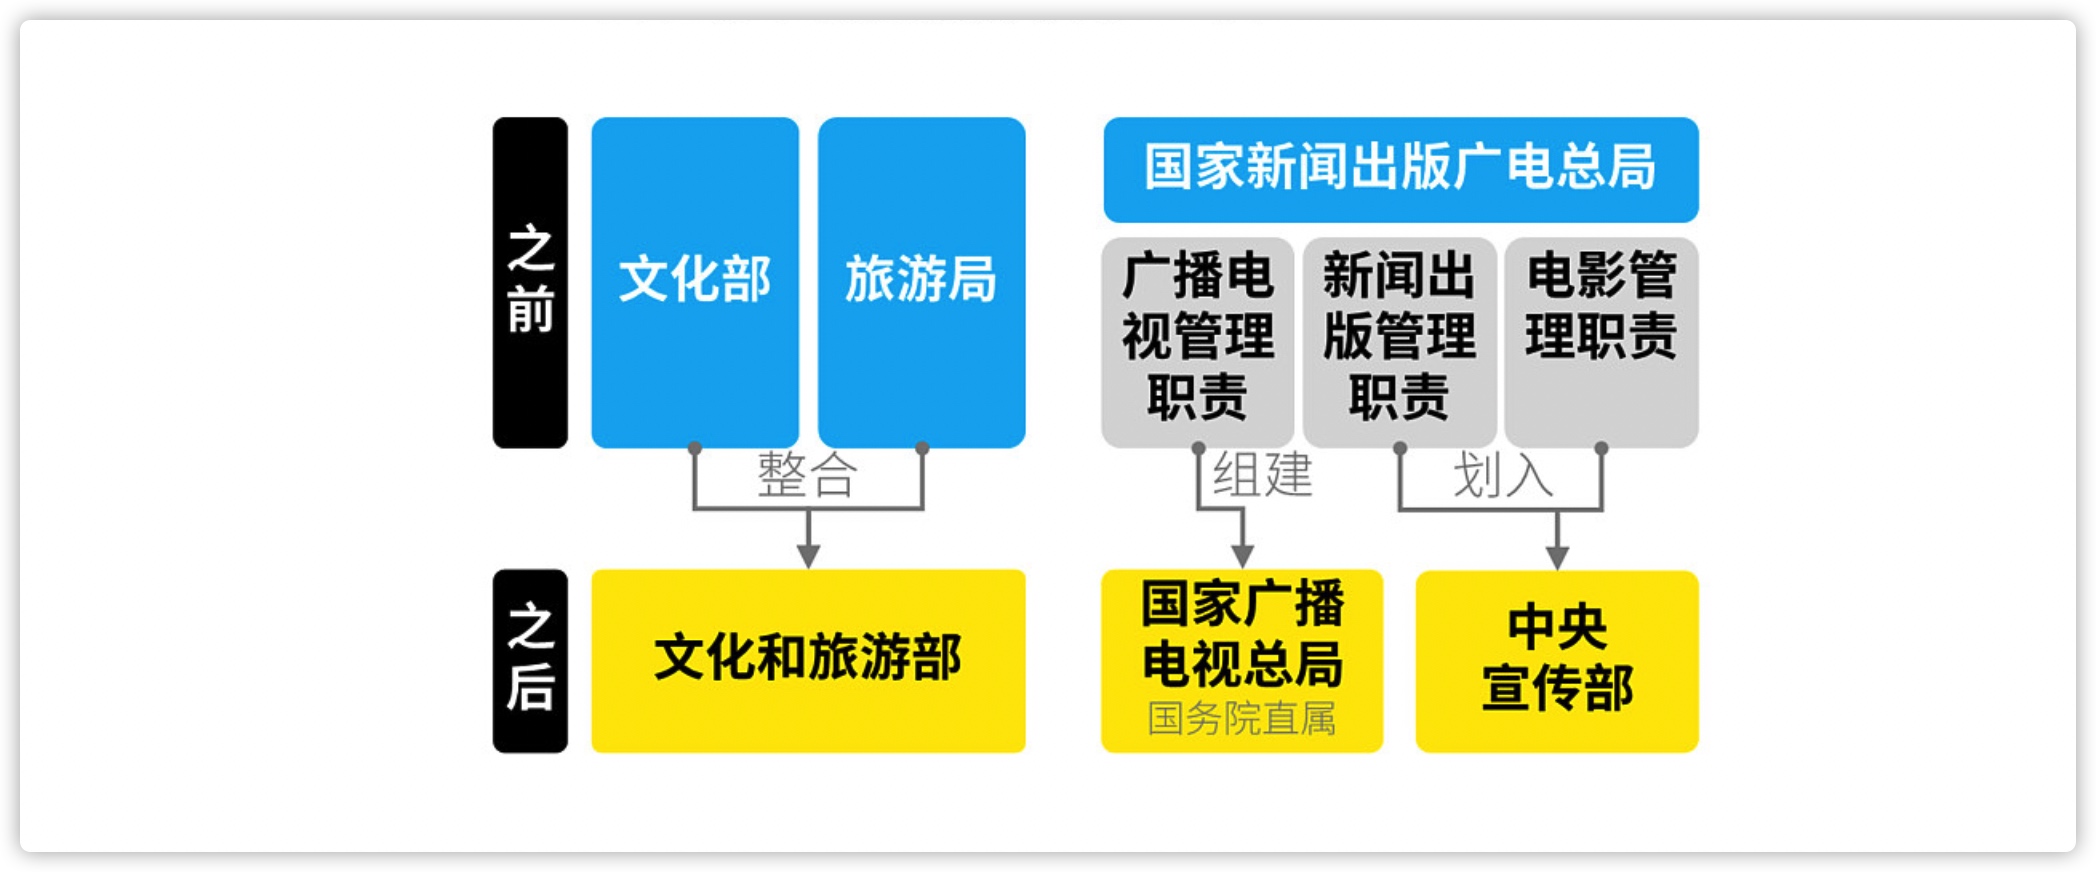 之
前
文化部
旅游局
国家新闻出版广电总局
广播电
视管理
职责
新闻出
版管理
职责
电影管
理职责
整合
组建
划入
之
后
文化和旅游部
国家广播
电视总局
国务院直属
中央
宣传部